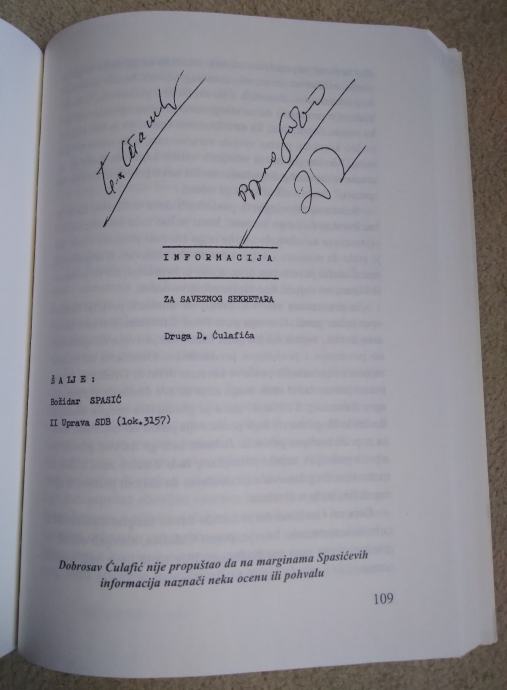 INFORMACIJA
ZA SAVEZNOG SEKRETARA
Druga D. Ćulafića
ŠALJE:
Božidar SPASIĆ
II Uprava SDB (lok.3157)
Dobrosav Ćulafić nije propuštao da na marginama Spasićevih
informacija naznači neku ocenu ili pohvalu
109